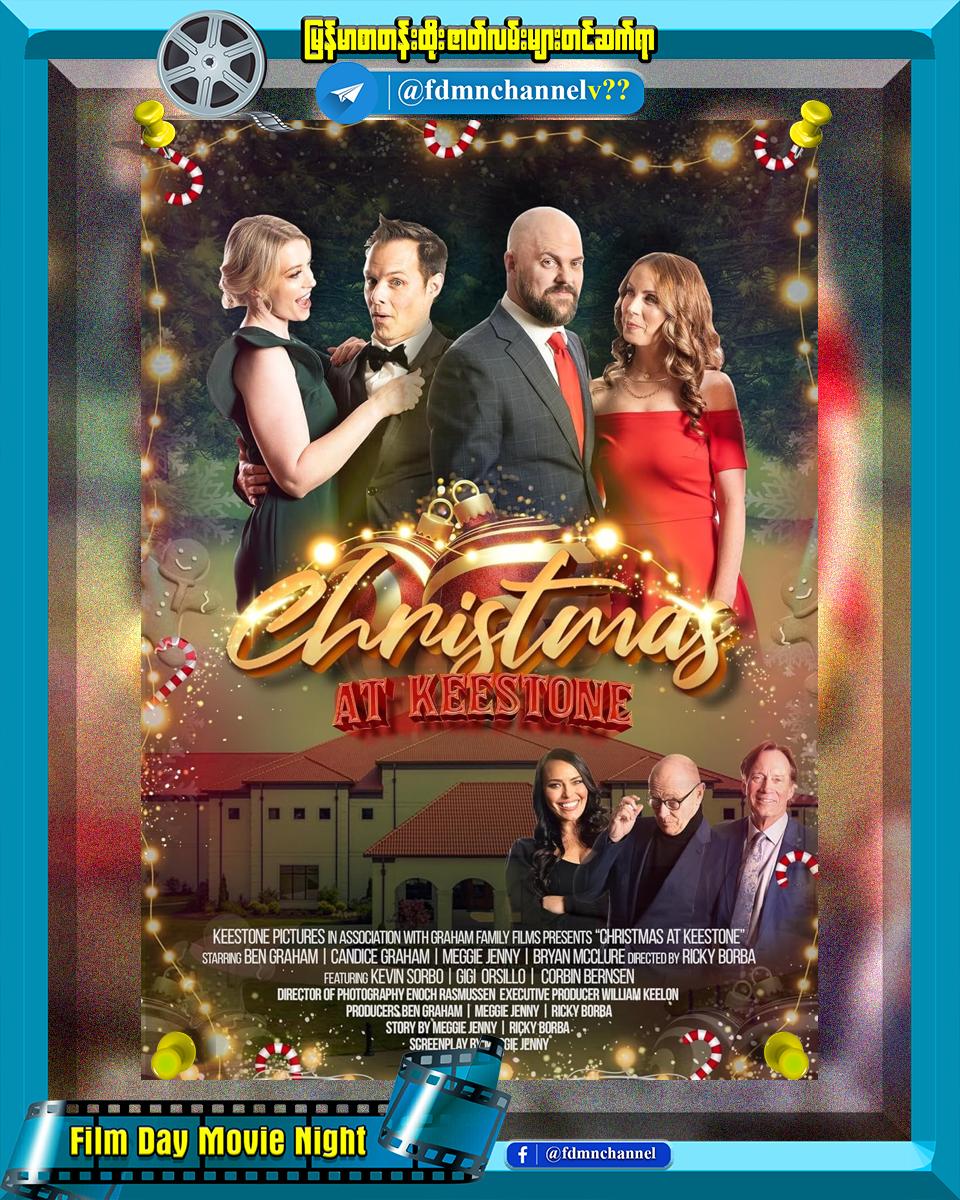 မြန်မာစာတန်းထိုးဇာတ်လမ်းများတင်ဆက်ရာ
@fdmnchannelv??
Christmas
AT KEESTONE
KEESTONE PICTURES IN ASSOCIATION WITH GRAHAM FAMILY FILMS PRESENTS "CHRISTMAS AT KEESTONE"
STARRING BEN GRAHAM | CANDICE GRAHAM | MEGGIE JENNY | BRYAN MCCLURE DIRECTED BY RICKY BORBA
FEATURING KEVIN SORBO | GIGI ORSILLO | CORBIN BERNSEN
DIRECTOR OF PHOTOGRAPHY ENOCH RASMUSSEN EXECUTIVE PRODUCER WILLIAM KEELON
PRODUCERS BEN GRAHAM | MEGGIE JENNY | RICKY BORBA
STORY BY MEGGIE JENNY | RICKY BORBA
SCREENPLAY BY JENNY
Film Day Movie Night
@fdmnchannel